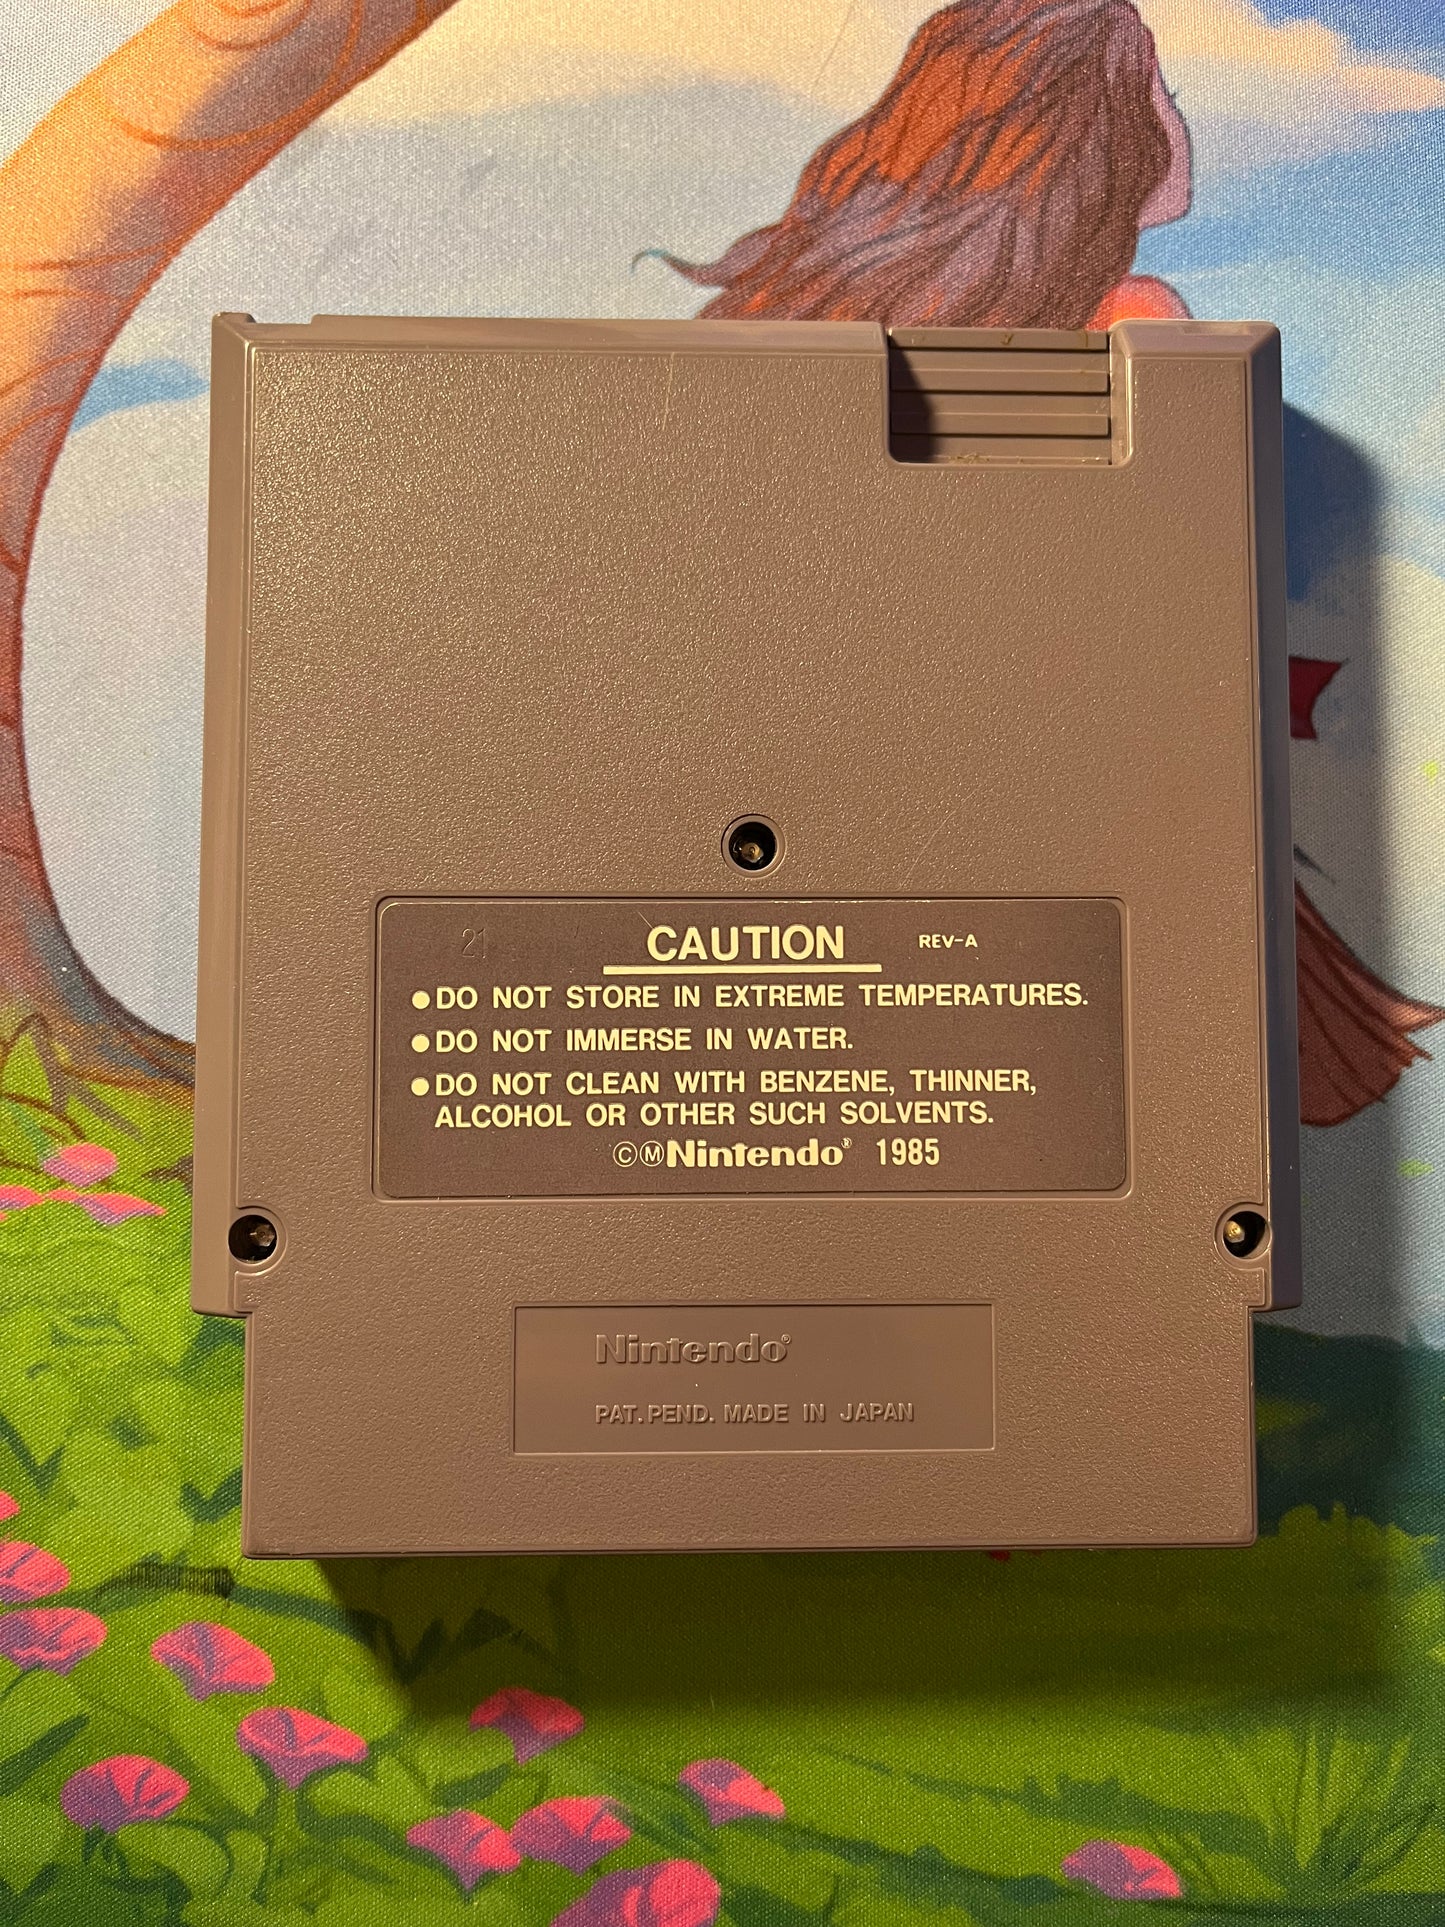 21
CAUTION REV-A
●DO NOT STORE IN EXTREME TEMPERATURES.
●DO NOT IMMERSE IN WATER.
●DO NOT CLEAN WITH BENZENE, THINNER,
ALCOHOL OR OTHER SUCH SOLVENTS.
ⒸⓂNintendo® 1985
Nintendo®
PAT. PEND. MADE IN JAPAN